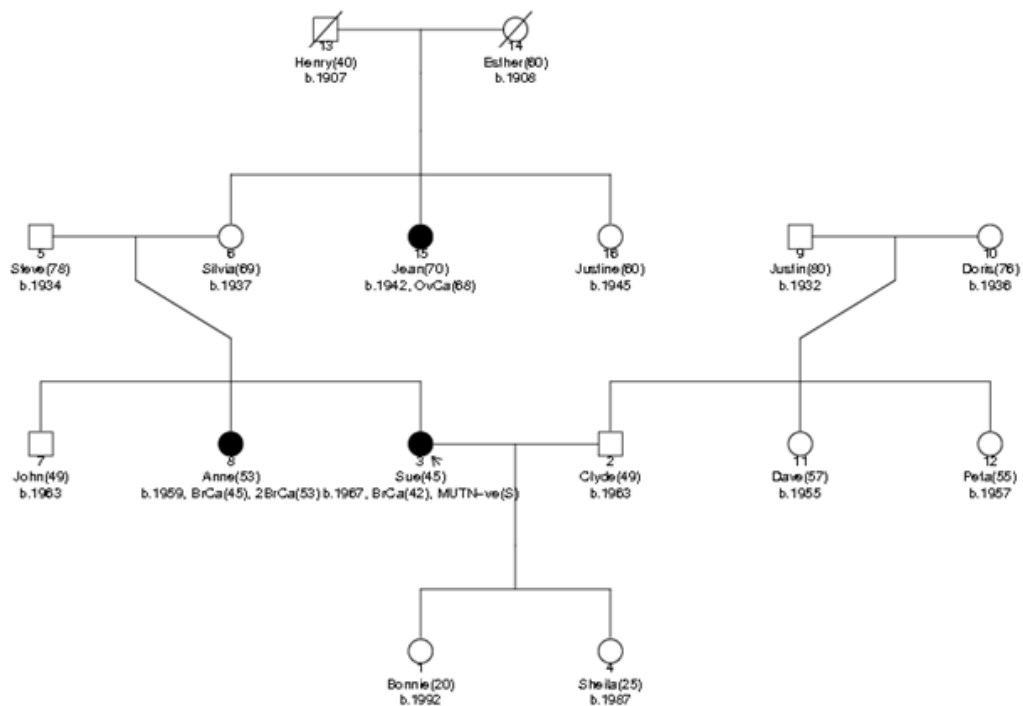 13
14
Henry(40)
Esther(60)
b.1907
b.1908
5
6
15
16
9
10
Steve(78)
Silvia(69)
Jean(70)
Justine(60)
Justin(80)
Doris(76)
b.1934
b.1937
b.1942, OvCa(68)
b.1945
b.1932
b.1936
7
8
3
2
11
12
John(49)
Anne(53)
Sue(45)
Clyde(49)
Dave(57)
Peta(55)
b.1963
b.1959, BrCa(45), 2BrCa(53)
b.1967, BrCa(42), MUTN-ve(S)
b.1963
b.1955
b.1957
1
4
Bonnie(20)
Sheila(25)
b.1992
b.1987